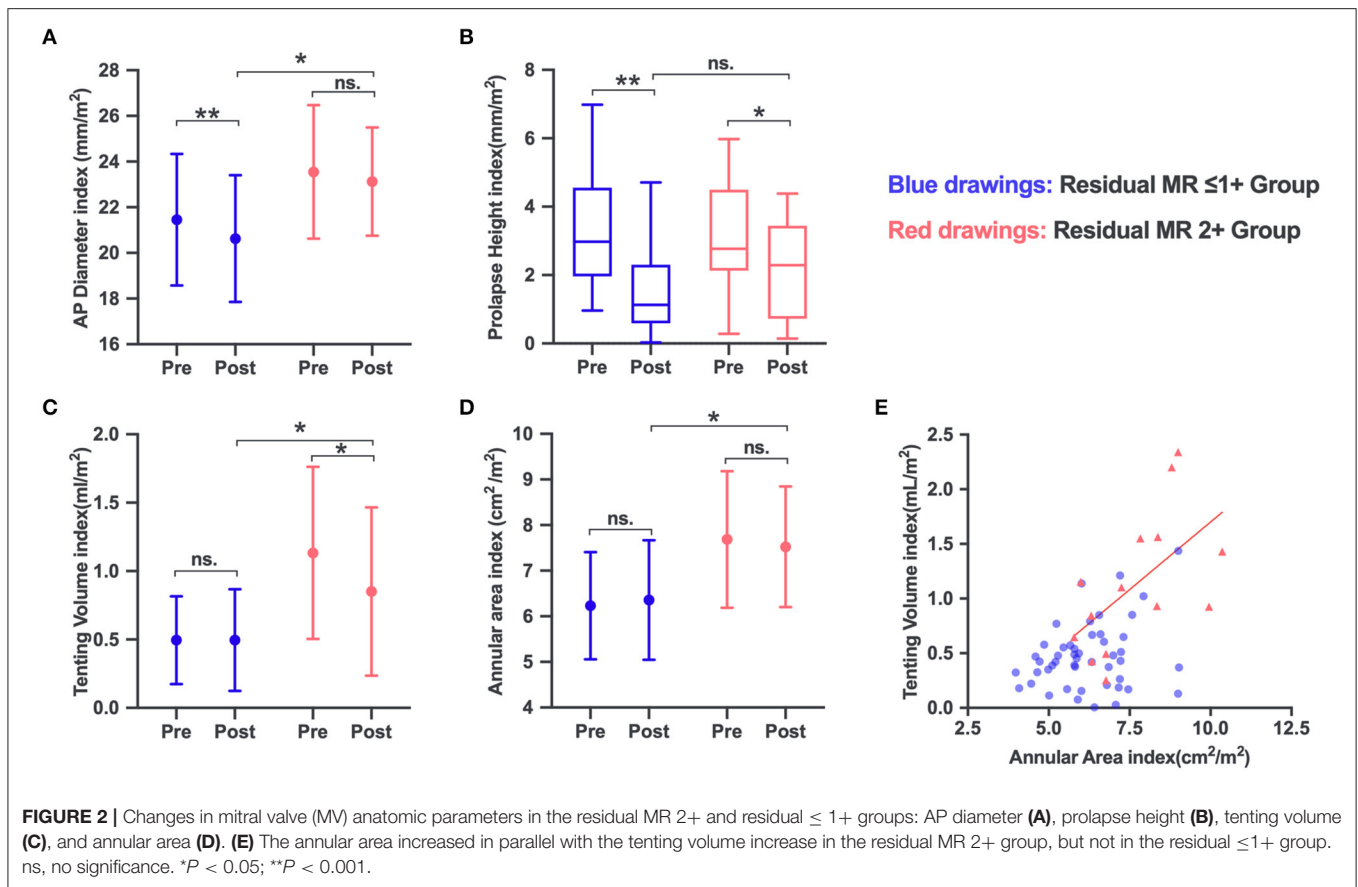 A
28
26
24
22
20
18
16
AP Diameter index (mm/m²)
**
*
ns.
Pre Post Pre Post
B
8
6
4
2
0
Prolapse Height index(mm/m²)
**
ns.
*
Pre Post Pre Post
Blue drawings: Residual MR ≤1+ Group
Red drawings: Residual MR 2+ Group
C
2.0
1.5
1.0
0.5
0.0
Tenting Volume index(ml/m²)
ns.
*
*
Pre Post Pre Post
D
10
9
8
7
6
5
4
Annular area index (cm²/m²)
ns.
*
ns.
Pre Post Pre Post
E
2.5
2.0
1.5
1.0
0.5
0.0
Tenting Volume index(mL/m²)
2.5 5.0 7.5 10.0 12.5
Annular Area index(cm²/m²)
FIGURE 2 | Changes in mitral valve (MV) anatomic parameters in the residual MR 2+ and residual ≤ 1+ groups: AP diameter (A), prolapse height (B), tenting volume
(C), and annular area (D). (E) The annular area increased in parallel with the tenting volume increase in the residual MR 2+ group, but not in the residual ≤1+ group.
ns, no significance. *P < 0.05; **P < 0.001.